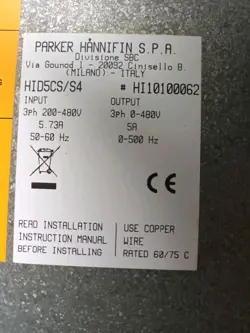 PARKER HANNIFIN S.P.A.
Divisione SBC
Via Gounod 1 - 20092 Cinisello B.
(MILANO) - ITALY
HID5CS/S4 # HI10100062
INPUT OUTPUT
3ph 200-480V 3ph 0-480V
5.73A 5A
50-60 Hz 0-500 Hz
CE
READ INSTALLATION USE COPPER
INSTRUCTION MANUAL WIRE
BEFORE INSTALLING RATED 60/75 C